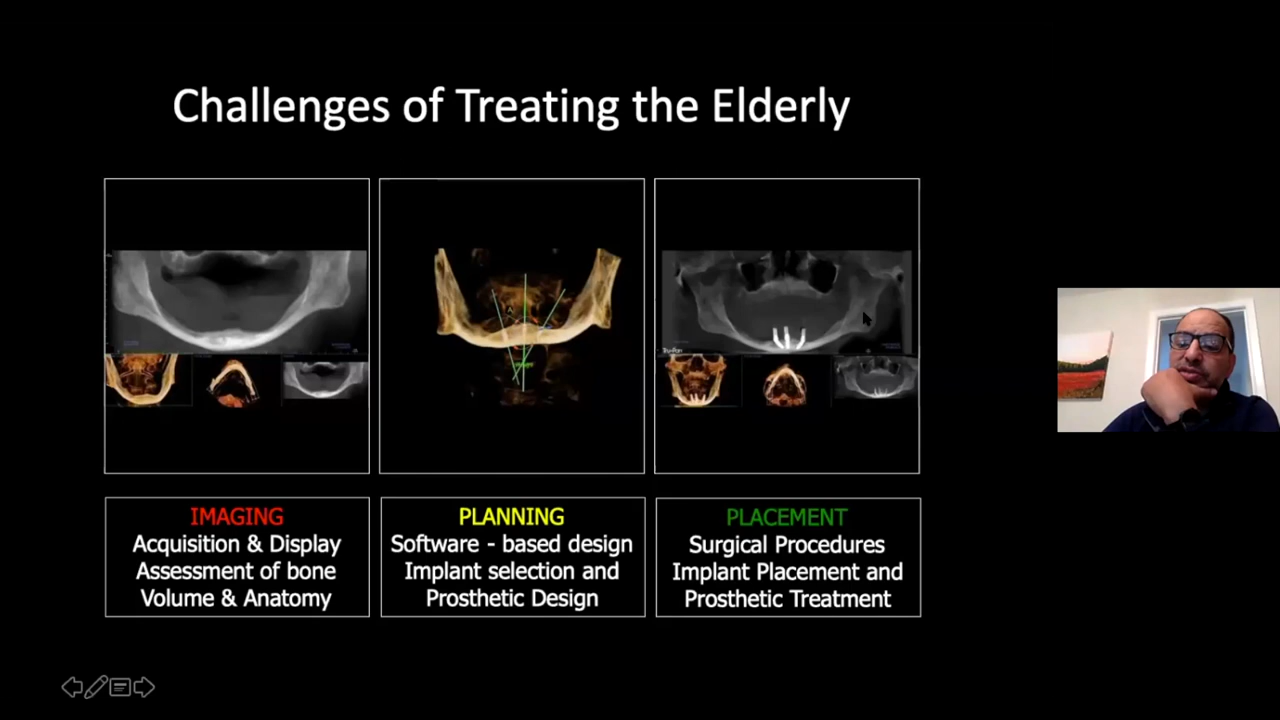 Challenges of Treating the Elderly
IMAGING
Acquisition & Display
Assessment of bone
Volume & Anatomy
PLANNING
Software - based design
Implant selection and
Prosthetic Design
PLACEMENT
Surgical Procedures
Implant Placement and
Prosthetic Treatment